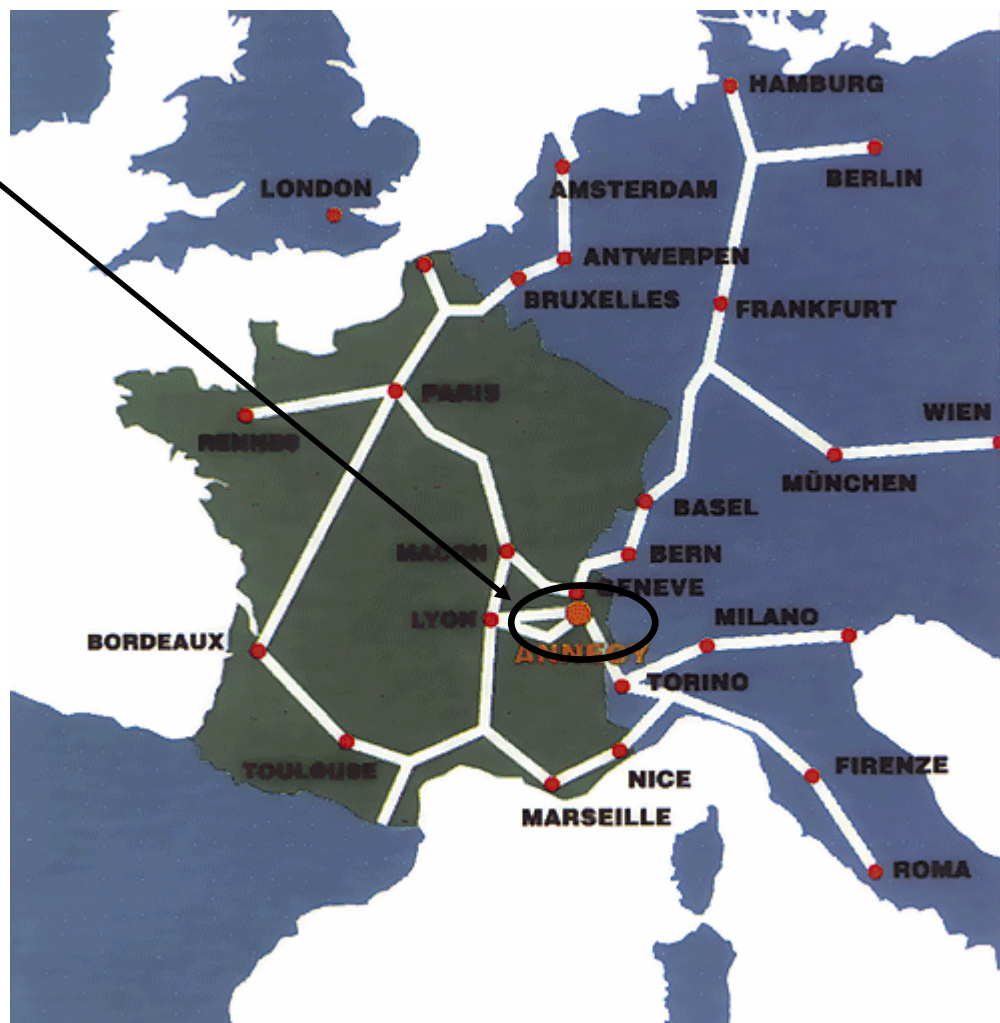 HAMBURG
BERLIN
LONDON
AMSTERDAM
ANTWERPEN
BRUXELLES
FRANKFURT
PARIS
WIEN
RENNES
MÜNCHEN
BASEL
MACON
BERN
GENEVE
LYON
MILANO
BORDEAUX
ANNECY
TORINO
TOULOUSE
FIRENZE
NICE
MARSEILLE
ROMA